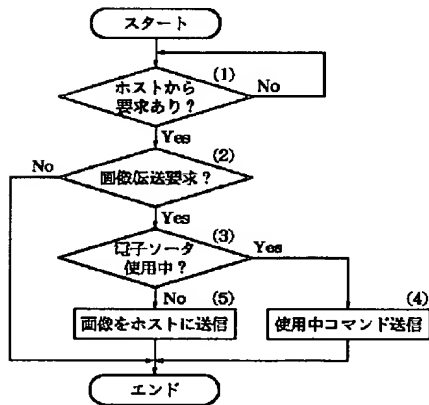 スタート
(1)
ホストから
要求あり？
No
Yes
(2)
No
画像伝送要求？
Yes
(3)
電子ソータ
使用中？
Yes
No
(5)
画像をホストに送信
(4)
使用中コマンド送信
エンド